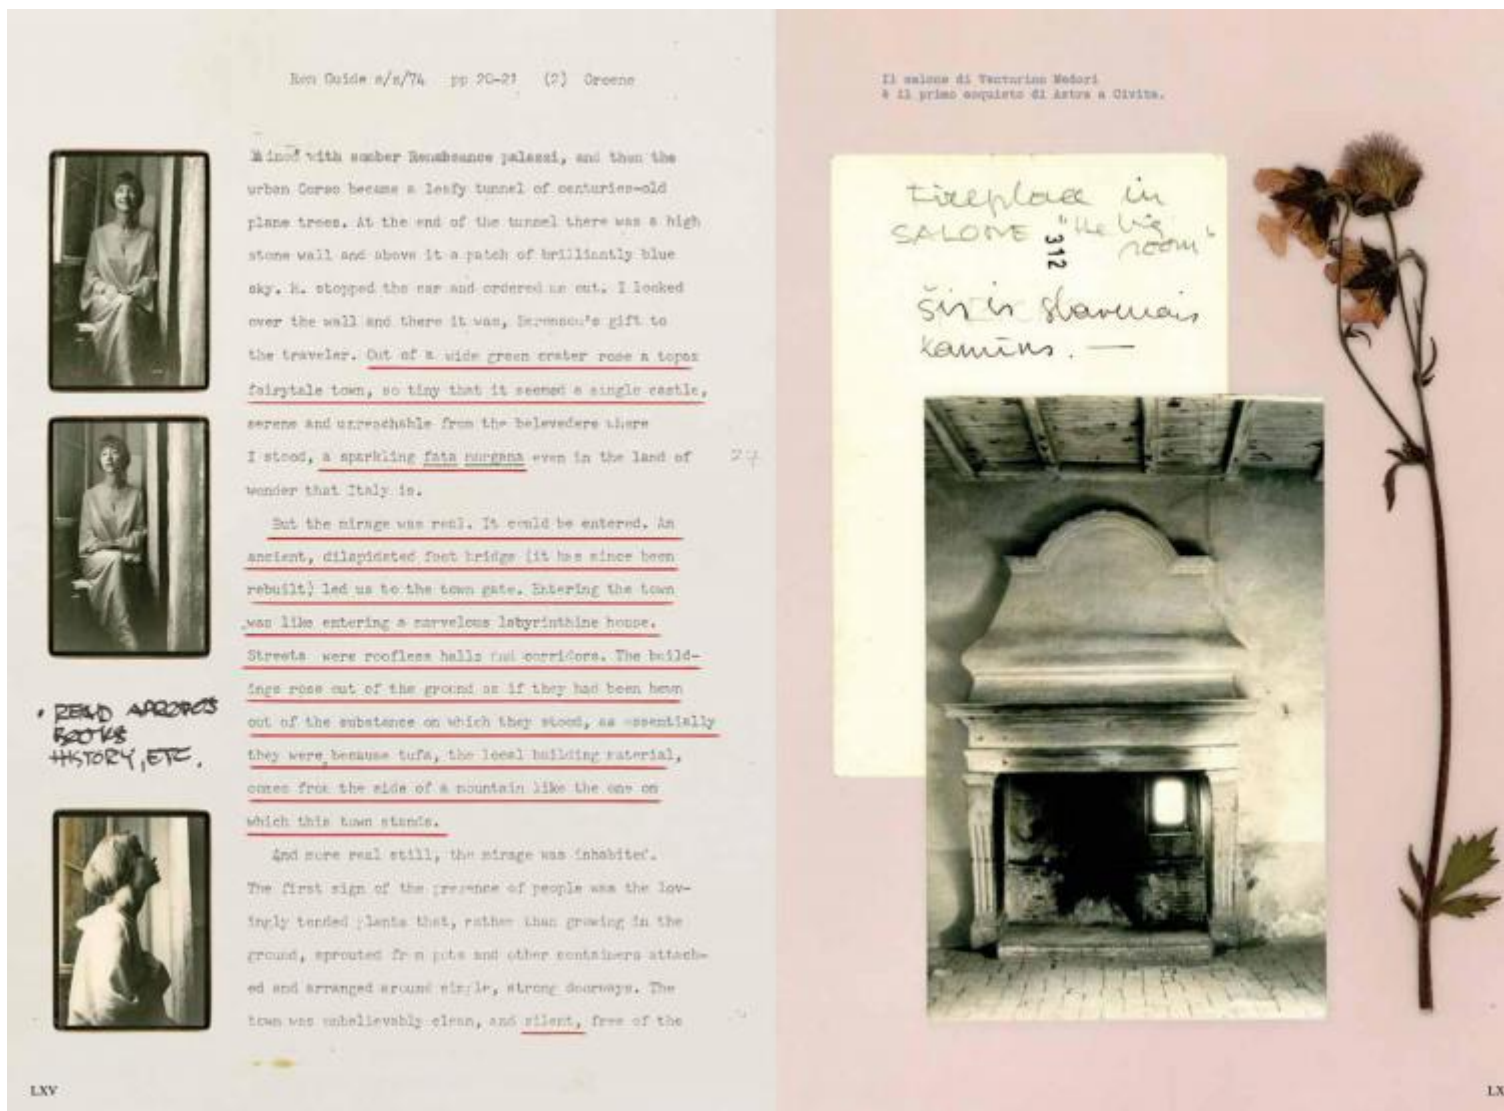 Ren Guide s/s/74 pp 20-21 (2) Greene
lined with somber Renaissance palazzi, and then the
urban Corso became a leafy tunnel of centuries-old
plane trees. At the end of the tunnel there was a high
stone wall and above it a patch of brilliantly blue
sky. M. stopped the car and ordered us out. I looked
over the wall and there it was, Berenson's gift to
the traveler. Out of a wide green crater rose a topaz
fairytale town, so tiny that it seemed a single castle,
serene and unreachable from the belevedere where
I stood, a sparkling fata morgana even in the land of
wonder that Italy is.
But the mirage was real. It could be entered. An
ancient, dilapidated foot bridge (it has since been
rebuilt) led us to the town gate. Entering the town
was like entering a marvelous labyrinthine house.
Streets were roofless halls and corridors. The build-
ings rose out of the ground as if they had been hewn
out of the substance on which they stood, as essentially
they were, because tufa, the local building material,
comes from the side of a mountain like the one on
which this town stands.
And more real still, the mirage was inhabited.
The first sign of the presence of people was the lov-
ingly tended plants that, rather than growing in the
ground, sprouted from pots and other containers attach-
ed and arranged around single, strong doorways. The
town was unbelievably clean, and silent, free of the
• READ APROPOS
BOOKS
HISTORY, ETC.
LXV
Il salone di Venturino Medori
è il primo acquisto di Astra a Civita.
fireplace in
SALONE "the big
room"
312
šis ir slavenais
kamīns. —
LX